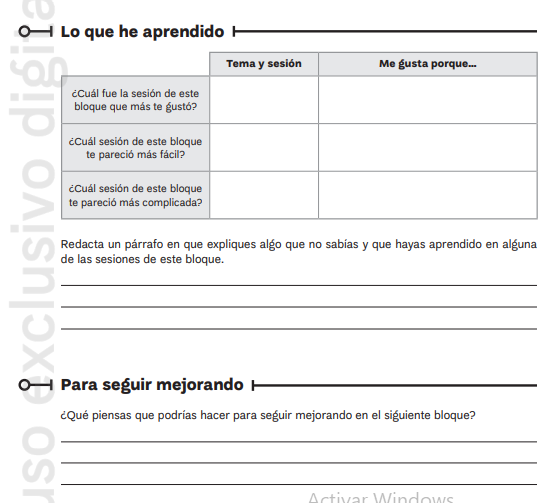 Lo que he aprendido
Tema y sesión
Me gusta porque...
¿Cuál fue la sesión de este
bloque que más te gustó?
¿Cuál sesión de este bloque
te pareció más fácil?
¿Cuál sesión de este bloque
te pareció más complicada?
Redacta un párrafo en que expliques algo que no sabías y que hayas aprendido en alguna
de las sesiones de este bloque.
Para seguir mejorando
¿Qué piensas que podrías hacer para seguir mejorando en el siguiente bloque?
uso exclusivo digita
Activar Windows